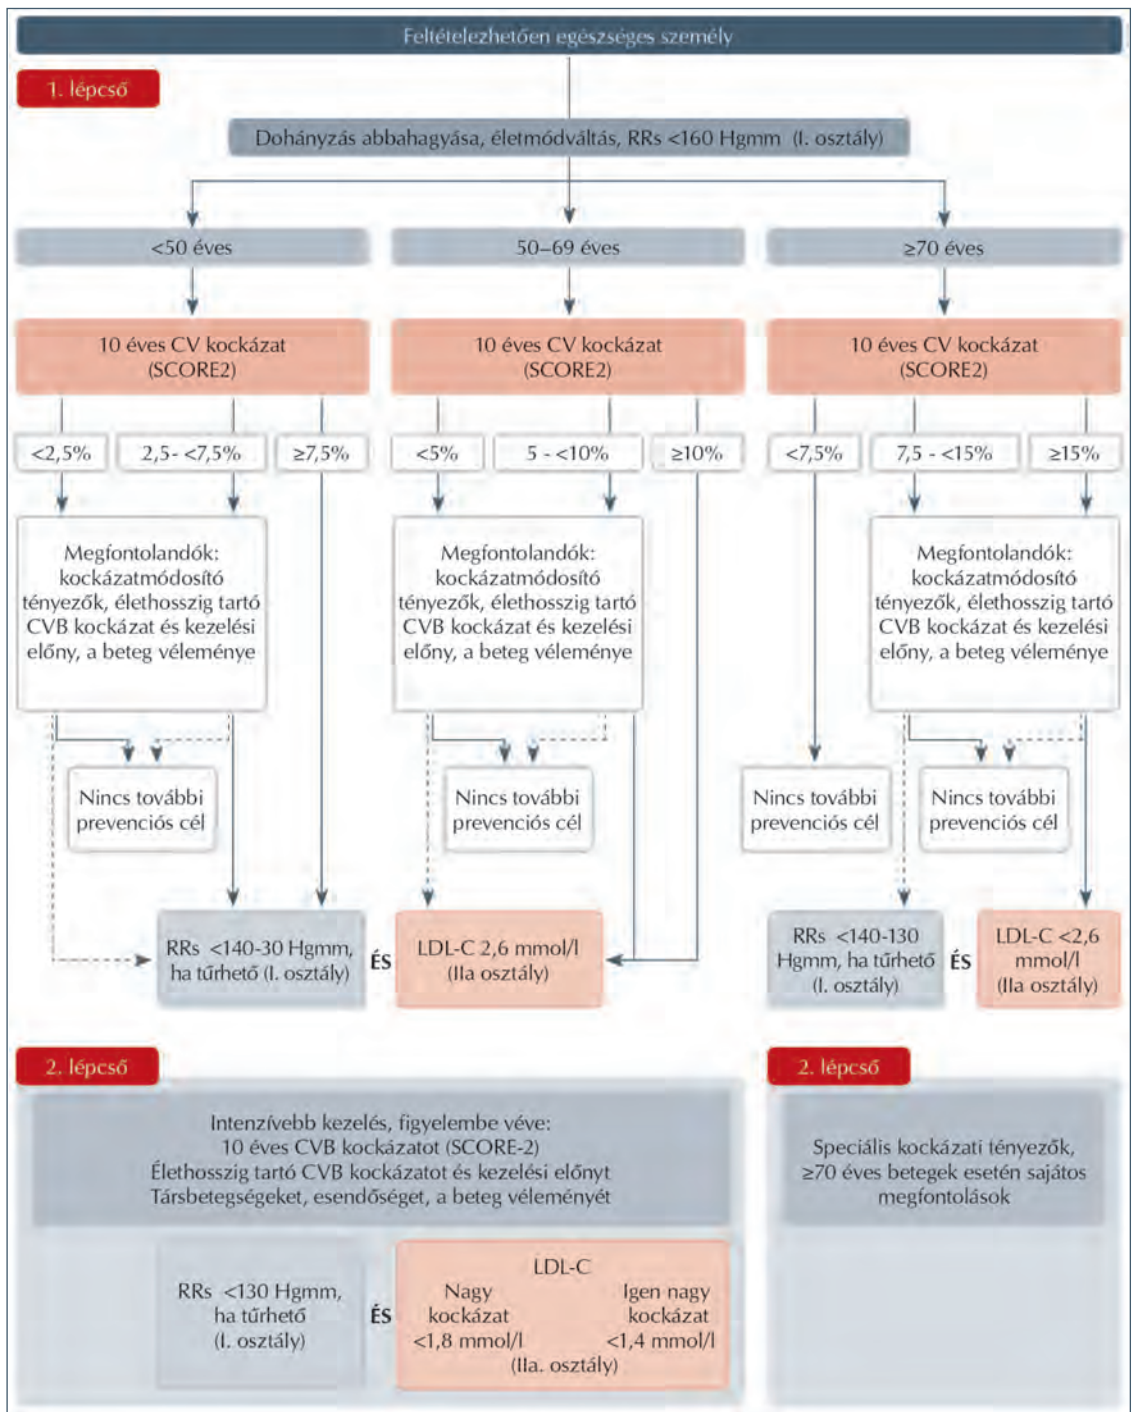 Feltételezhetően egészséges személy
1. lépcső
Dohányzás abbahagyása, életmódváltás, RRs <160 Hgmm (I. osztály)
<50 éves
50–69 éves
≥70 éves
10 éves CV kockázat
(SCORE2)
10 éves CV kockázat
(SCORE2)
10 éves CV kockázat
(SCORE2)
<2,5%
2,5- <7,5%
≥7,5%
<5%
5 - <10%
≥10%
<7,5%
7,5 - <15%
≥15%
Megfontolandók:
kockázatmódosító
tényezők, élethosszig tartó
CVB kockázat és kezelési
előny, a beteg véleménye
Megfontolandók:
kockázatmódosító
tényezők, élethosszig tartó
CVB kockázat és kezelési
előny, a beteg véleménye
Megfontolandók:
kockázatmódosító
tényezők, élethosszig tartó
CVB kockázat és kezelési
előny, a beteg véleménye
Nincs további
prevenciós cél
Nincs további
prevenciós cél
Nincs további
prevenciós cél
Nincs további
prevenciós cél
RRs <140-30 Hgmm,
ha tűrhető (I. osztály)
ÉS
LDL-C 2,6 mmol/l
(IIa osztály)
RRs <140-130
Hgmm, ha tűrhető
(I. osztály)
ÉS
LDL-C <2,6
mmol/l
(IIa osztály)
2. lépcső
Intenzívebb kezelés, figyelembe véve:
10 éves CVB kockázatot (SCORE-2)
Élethosszig tartó CVB kockázatot és kezelési előnyt
Társbetegségeket, esendőséget, a beteg véleményét
RRs <130 Hgmm,
ha tűrhető
(I. osztály)
ÉS
LDL-C
Nagy
kockázat
<1,8 mmol/l
Igen nagy
kockázat
<1,4 mmol/l
(IIa. osztály)
2. lépcső
Speciális kockázati tényezők,
≥70 éves betegek esetén sajátos
megfontolások